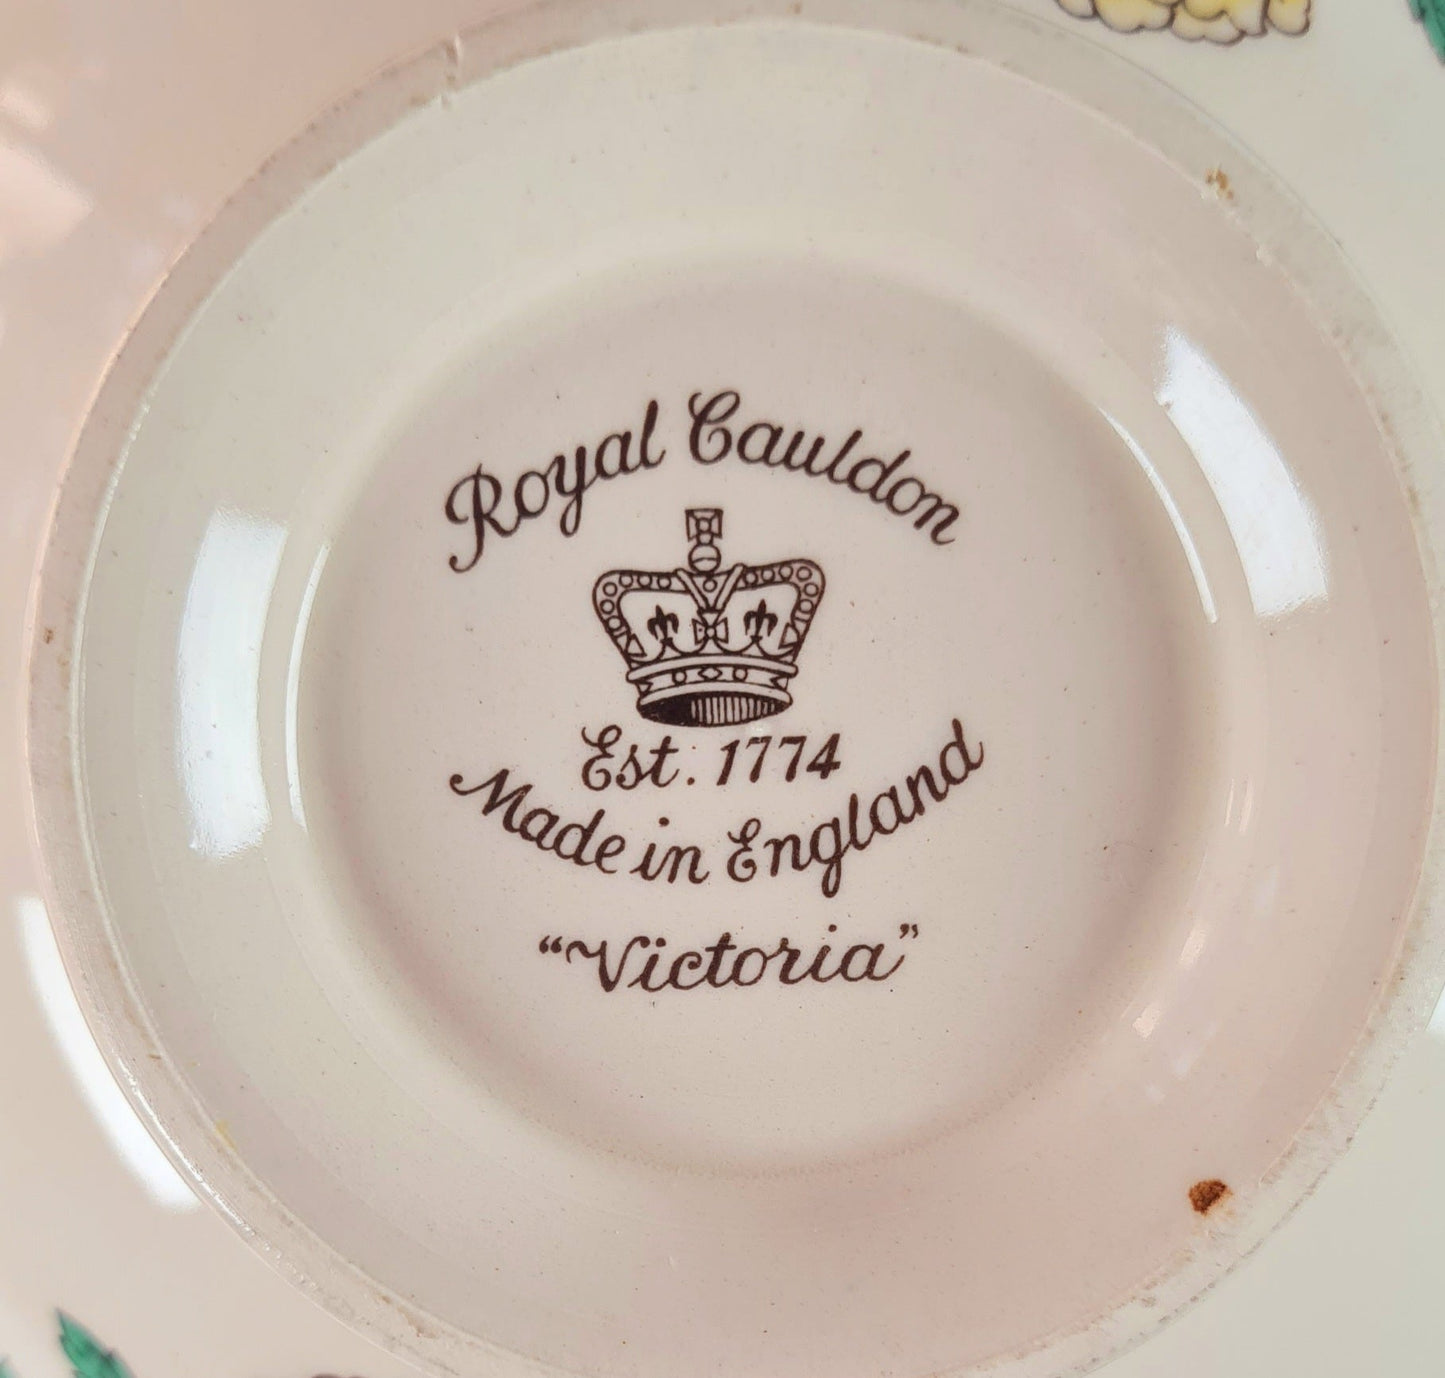 Royal Cauldon
Est. 1774
Made in England
“Victoria”